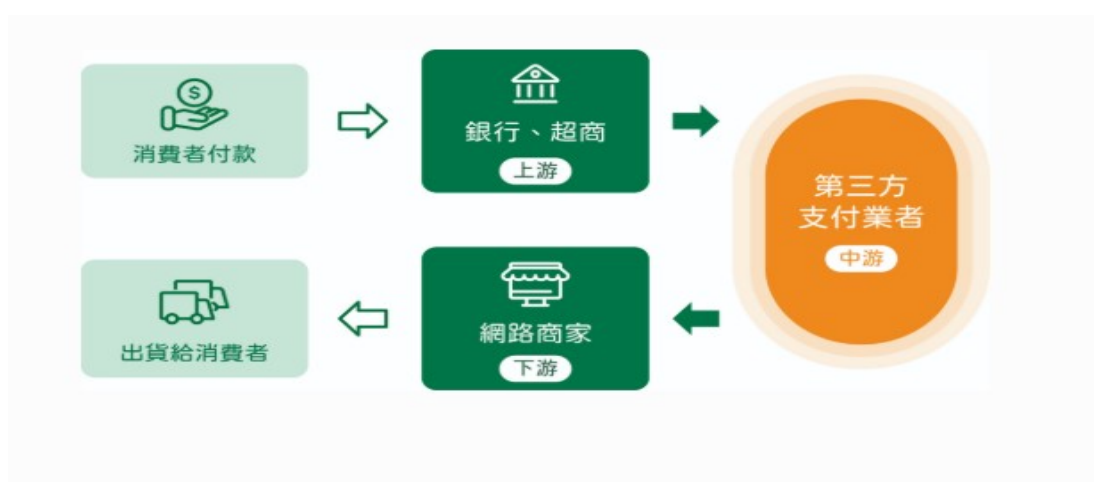 消費者付款
銀行、超商
上游
第三方
支付業者
中游
網路商家
下游
出貨給消費者